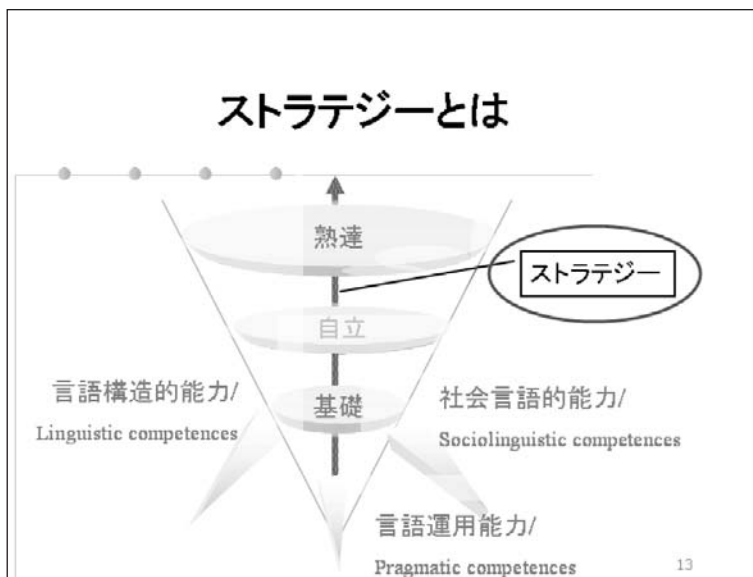 ストラテジーとは
熟達
ストラテジー
自立
基礎
言語構造的能力/
Linguistic competences
社会言語的能力/
Sociolinguistic competences
言語運用能力/
Pragmatic competences
13